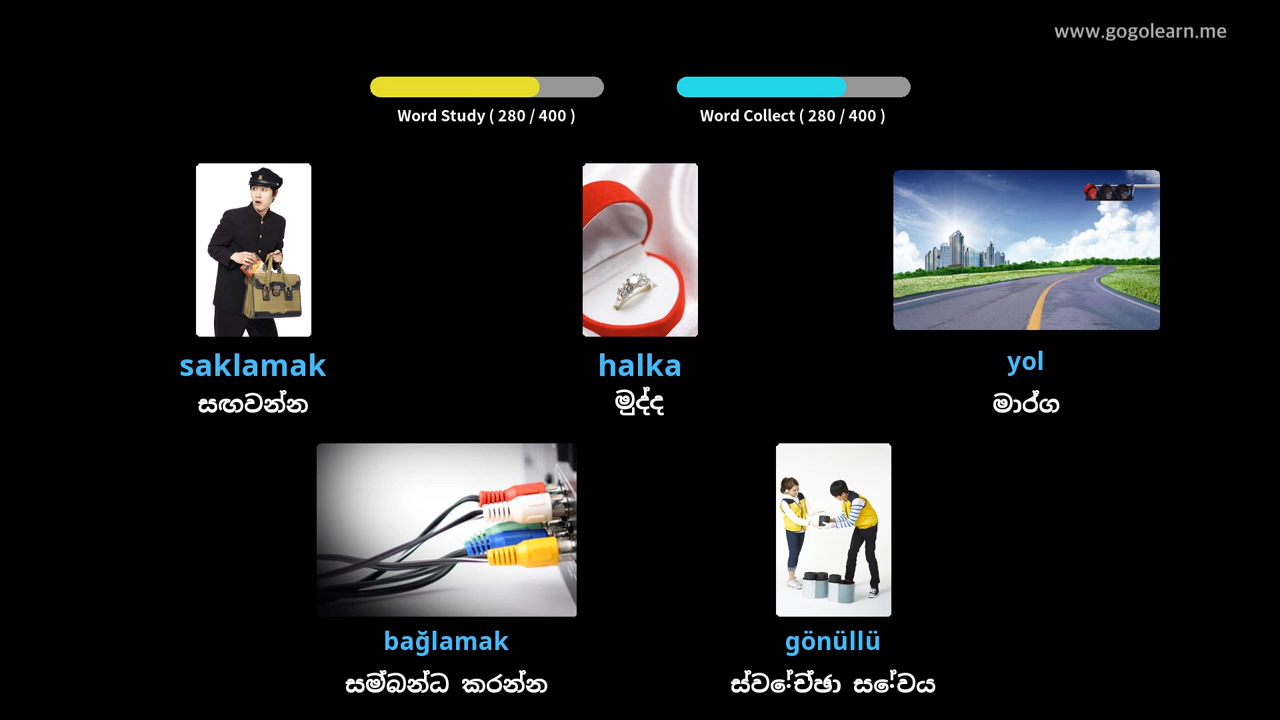 www.gogolearn.me
Word Study ( 280 / 400 )
Word Collect ( 280 / 400 )
saklamak
සඟවන්න
halka
මුද්ද
yol
මාර්ග
bağlamak
සම්බන්ධ කරන්න
gönüllü
ස්වේච්ඡා සේවය